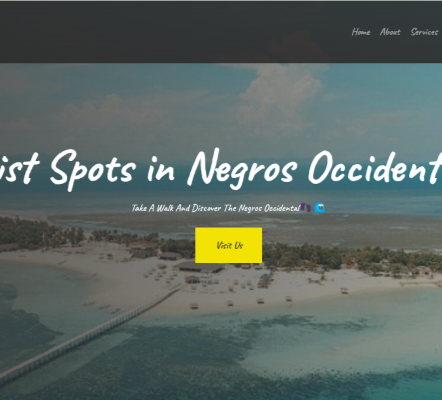 Home About Services
ist Spots in Negros Occident
Take A Walk And Discover The Negros Occidental👣🌊
Visit Us